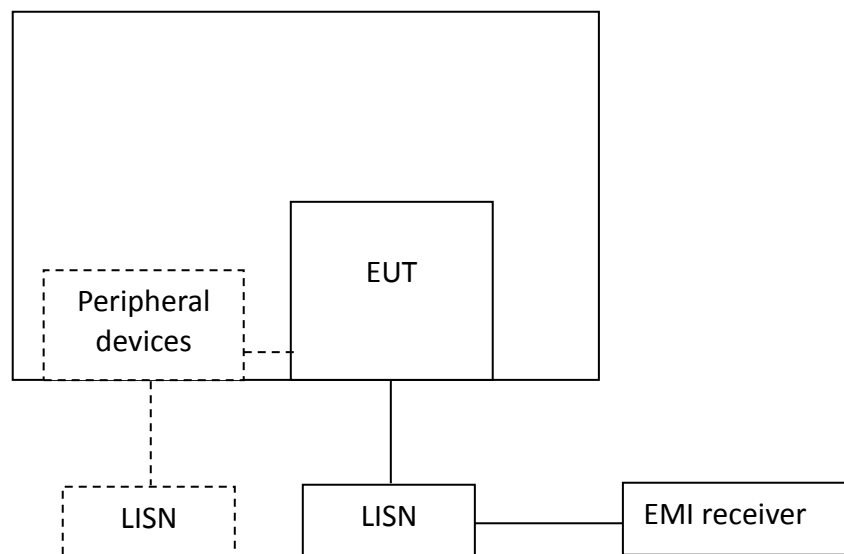 EUT
Peripheral
devices
LISN
LISN
EMI receiver